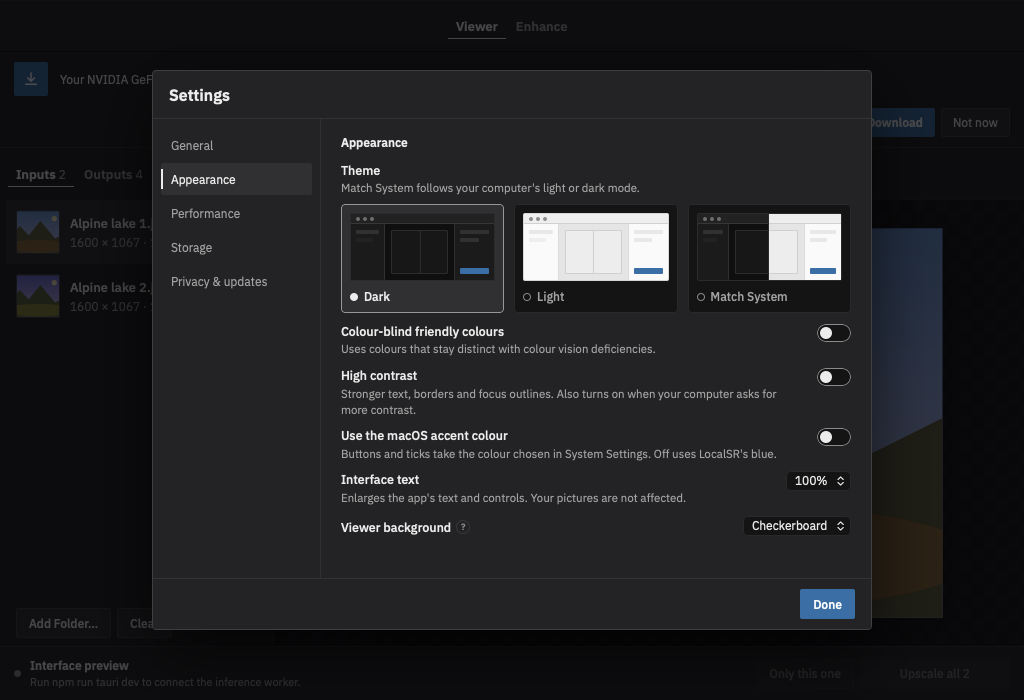 Viewer Enhance
Your NVIDIA GeF
Download Not now
Inputs 2 Outputs 4
Alpine lake 1.j
1600 × 1067 ·
Alpine lake 2.j
1600 × 1067 ·
Settings
General
Appearance
Performance
Storage
Privacy & updates
Appearance
Theme
Match System follows your computer's light or dark mode.
Dark
Light
Match System
Colour-blind friendly colours
Uses colours that stay distinct with colour vision deficiencies.
High contrast
Stronger text, borders and focus outlines. Also turns on when your computer asks for
more contrast.
Use the macOS accent colour
Buttons and ticks take the colour chosen in System Settings. Off uses LocalSR's blue.
Interface text 100%
Enlarges the app's text and controls. Your pictures are not affected.
Viewer background ? Checkerboard
Done
Add Folder... Clea
Interface preview
Run npm run tauri dev to connect the inference worker.
Only this one Upscale all 2